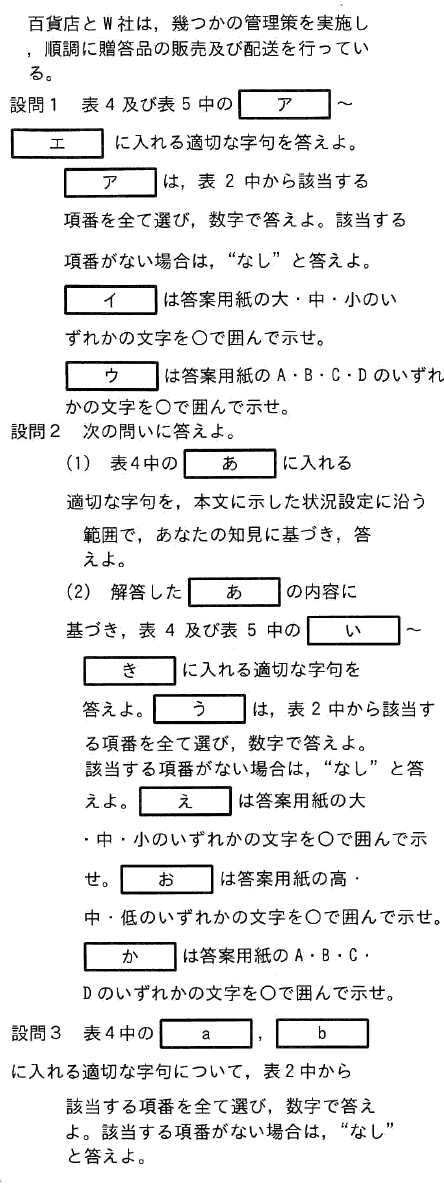 百貨店とW社は，幾つかの管理策を実施し
，順調に贈答品の販売及び配送を行ってい
る。
設問1 表4及び表5中の ア ～
エ に入れる適切な字句を答えよ。
ア は，表2中から該当する
項番を全て選び，数字で答えよ。該当する
項番がない場合は，“なし”と答えよ。
イ は答案用紙の大・中・小のい
ずれかの文字を○で囲んで示せ。
ウ は答案用紙のA・B・C・Dのいずれ
かの文字を○で囲んで示せ。
設問2 次の問いに答えよ。
(1) 表4中の あ に入れる
適切な字句を，本文に示した状況設定に沿う
範囲で，あなたの知見に基づき，答
えよ。
(2) 解答した あ の内容に
基づき，表4及び表5中の い ～
き に入れる適切な字句を
答えよ。 う は，表2中から該当す
る項番を全て選び，数字で答えよ。
該当する項番がない場合は，“なし”と答
えよ。 え は答案用紙の大
・中・小のいずれかの文字を○で囲んで示
せ。 お は答案用紙の高・
中・低のいずれかの文字を○で囲んで示せ。
か は答案用紙のA・B・C・
Dのいずれかの文字を○で囲んで示せ。
設問3 表4中の a ， b
に入れる適切な字句について，表2中から
該当する項番を全て選び，数字で答え
よ。該当する項番がない場合は，“なし”
と答えよ。